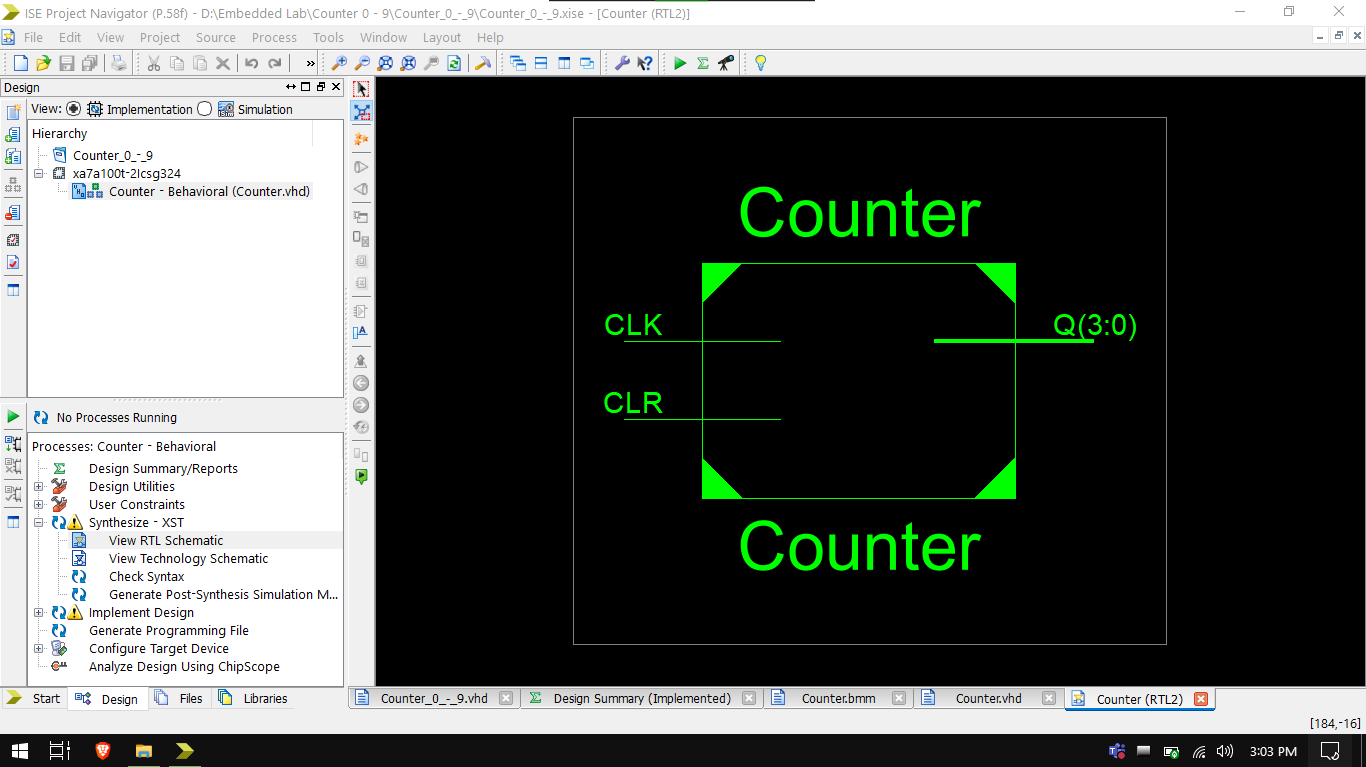 ISE Project Navigator (P.58f) - D:\Embedded Lab\Counter 0 - 9\Counter_0_-_9\Counter_0_-_9.xise - [Counter (RTL2)]
File Edit View Project Source Process Tools Window Layout Help
Design
View: Implementation Simulation
Hierarchy
Counter_0_-_9
xa7a100t-2Icsg324
Counter - Behavioral (Counter.vhd)
No Processes Running
Processes: Counter - Behavioral
Design Summary/Reports
Design Utilities
User Constraints
Synthesize - XST
View RTL Schematic
View Technology Schematic
Check Syntax
Generate Post-Synthesis Simulation M...
Implement Design
Generate Programming File
Configure Target Device
Analyze Design Using ChipScope
Start Design Files Libraries
Counter
CLK
Q(3:0)
CLR
Counter
Counter_0_-_9.vhd Design Summary (Implemented) Counter.bmm Counter.vhd Counter (RTL2)
[184,-16]
3:03 PM